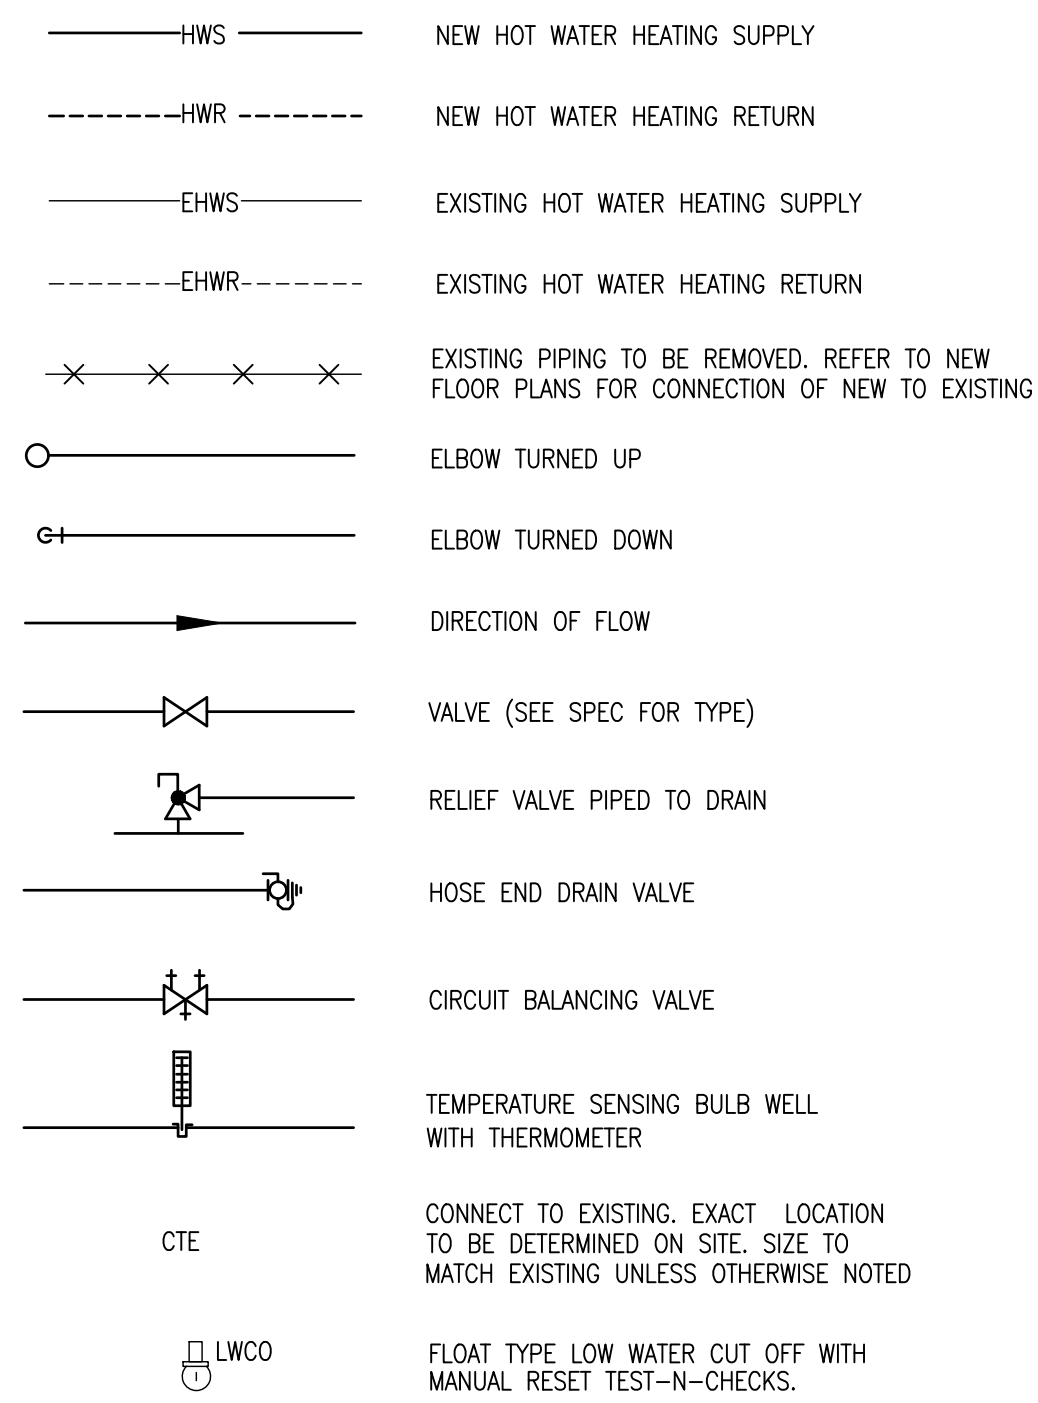 HWS NEW HOT WATER HEATING SUPPLY
HWR NEW HOT WATER HEATING RETURN
EHWS EXISTING HOT WATER HEATING SUPPLY
EHWR EXISTING HOT WATER HEATING RETURN
EXISTING PIPING TO BE REMOVED. REFER TO NEW
FLOOR PLANS FOR CONNECTION OF NEW TO EXISTING
ELBOW TURNED UP
ELBOW TURNED DOWN
DIRECTION OF FLOW
VALVE (SEE SPEC FOR TYPE)
RELIEF VALVE PIPED TO DRAIN
HOSE END DRAIN VALVE
CIRCUIT BALANCING VALVE
TEMPERATURE SENSING BULB WELL
WITH THERMOMETER
CTE
CONNECT TO EXISTING. EXACT LOCATION
TO BE DETERMINED ON SITE. SIZE TO
MATCH EXISTING UNLESS OTHERWISE NOTED
LWCO
FLOAT TYPE LOW WATER CUT OFF WITH
MANUAL RESET TEST-N-CHECKS.